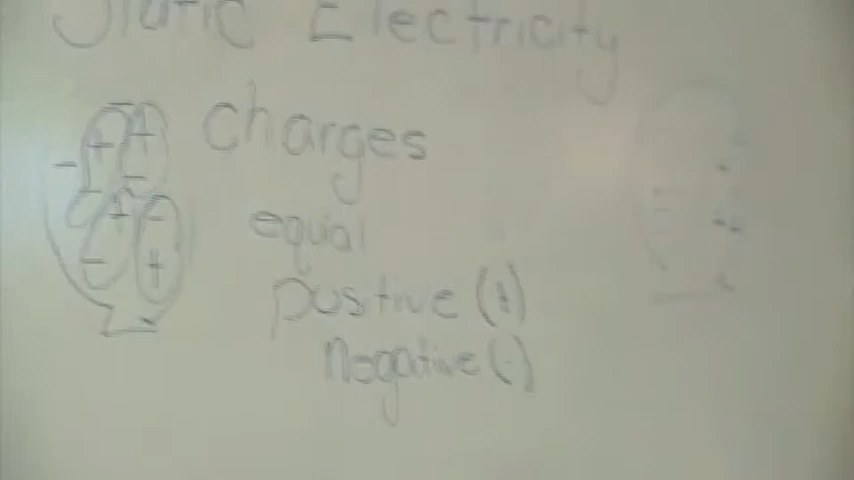 Static Electricity
charges
equal
postive (+)
Negative (-)